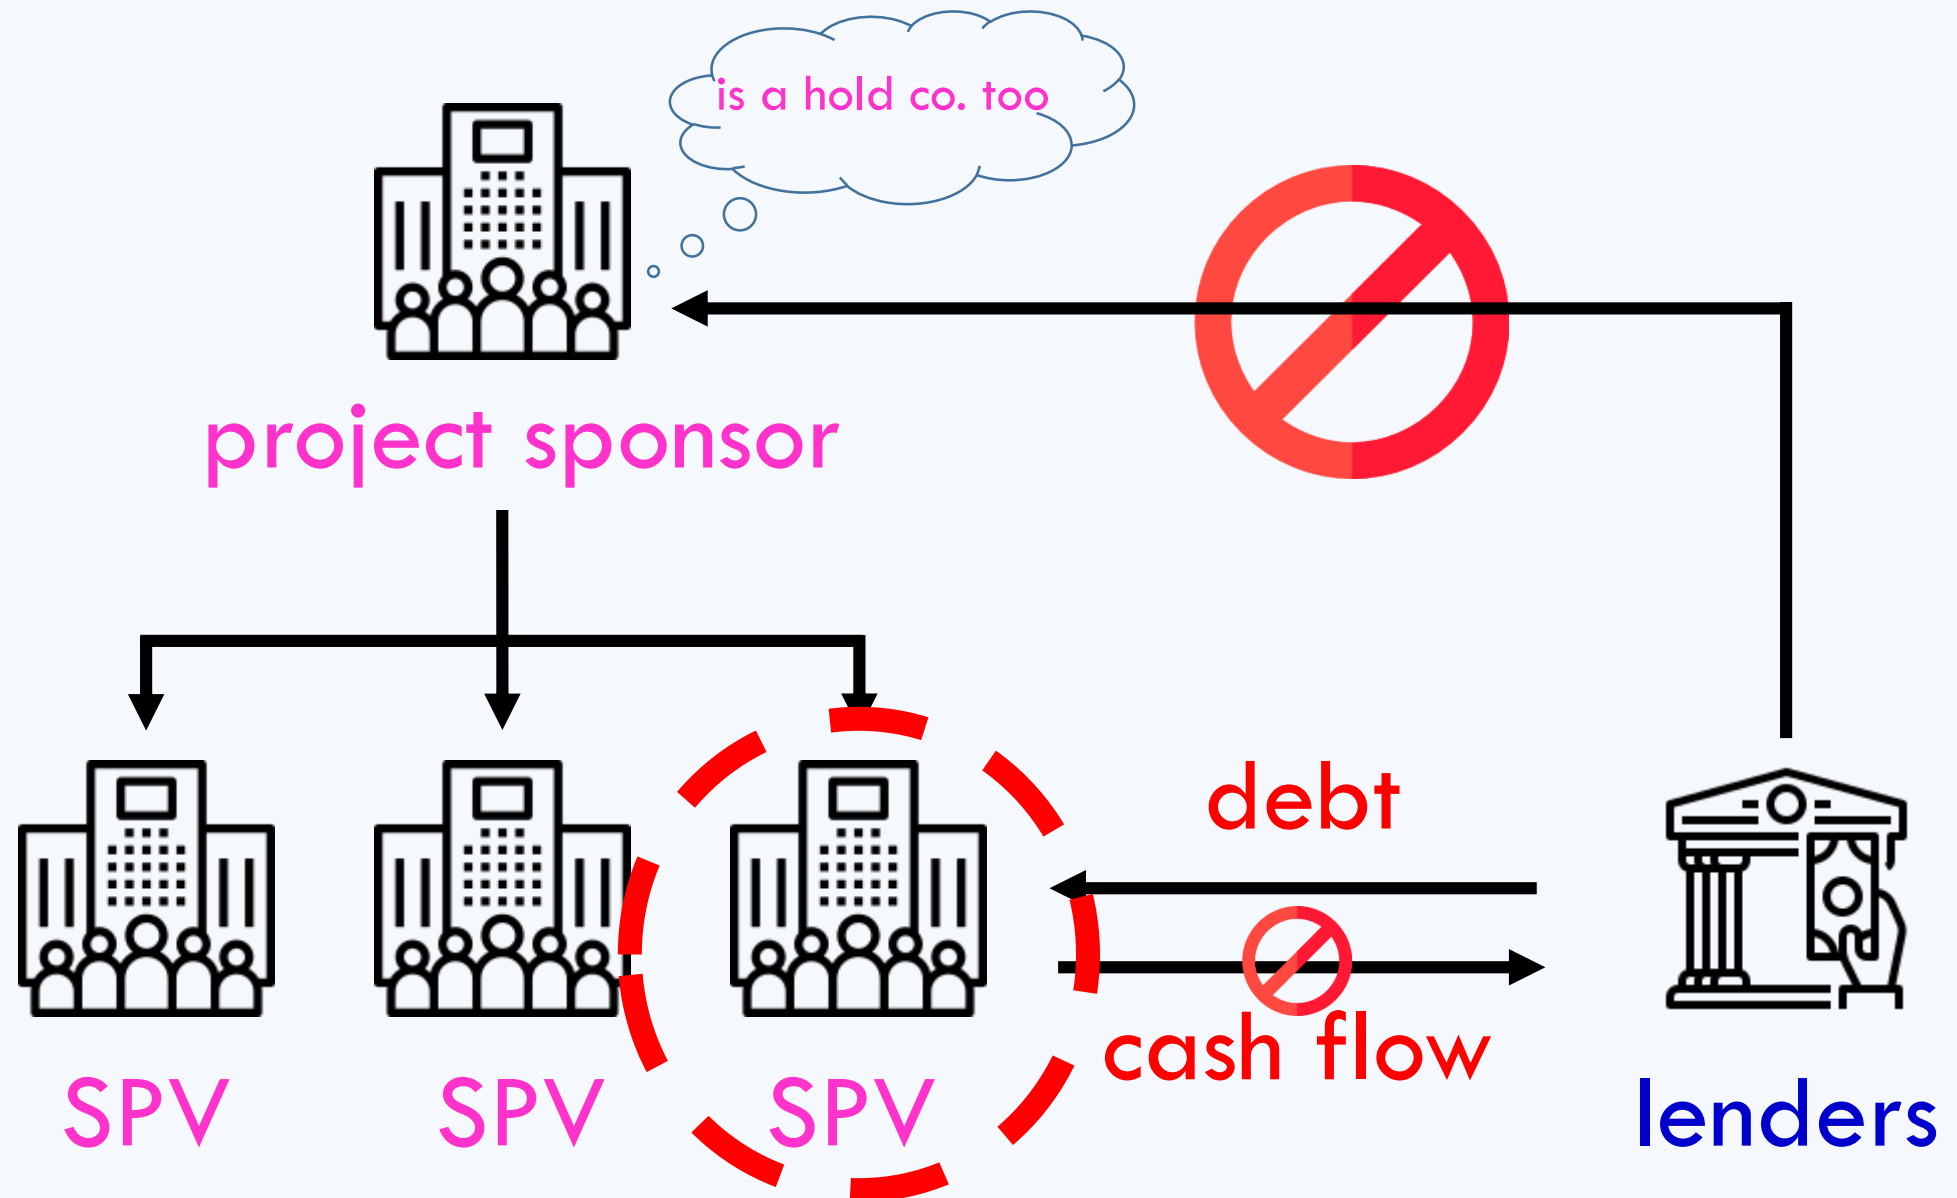 is a hold co. too
project sponsor
debt
cash flow
SPV
SPV
SPV
lenders